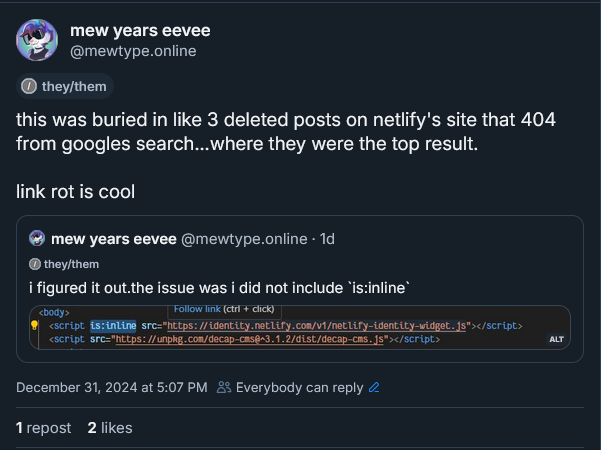 mew years eevee
@mewtype.online
they/them
this was buried in like 3 deleted posts on netlify's site that 404
from googles search...where they were the top result.
link rot is cool
mew years eevee @mewtype.online · 1d
they/them
i figured it out.the issue was i did not include `is:inline`
<body>
Follow link (ctrl + click)
<script is:inline src="https://identity.netlify.com/v1/netlify-identity-widget.js"></script>
<script src="https://unpkg.com/decap-cms@^3.1.2/dist/decap-cms.js"></script>
ALT
December 31, 2024 at 5:07 PM Everybody can reply
1 repost 2 likes